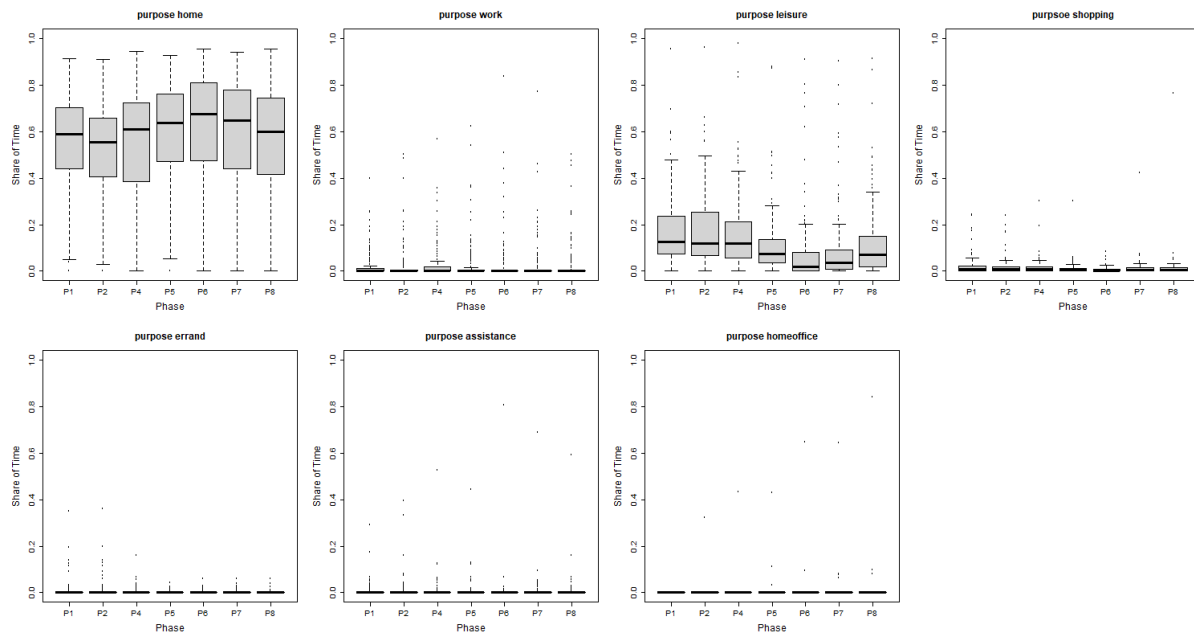 purpose home
purpose work
purpose leisure
purpsoe shopping
1.0
0.8
0.6
0.4
0.2
0.0
Share of Time
P1 P2 P4 P5 P6 P7 P8
Phase
1.0
0.8
0.6
0.4
0.2
0.0
Share of Time
P1 P2 P4 P5 P6 P7 P8
Phase
1.0
0.8
0.6
0.4
0.2
0.0
Share of Time
P1 P2 P4 P5 P6 P7 P8
Phase
1.0
0.8
0.6
0.4
0.2
0.0
Share of Time
P1 P2 P4 P5 P6 P7 P8
Phase
purpose errand
purpose assistance
purpose homeoffice
1.0
0.8
0.6
0.4
0.2
0.0
Share of Time
P1 P2 P4 P5 P6 P7 P8
Phase
1.0
0.8
0.6
0.4
0.2
0.0
Share of Time
P1 P2 P4 P5 P6 P7 P8
Phase
1.0
0.8
0.6
0.4
0.2
0.0
Share of Time
P1 P2 P4 P5 P6 P7 P8
Phase